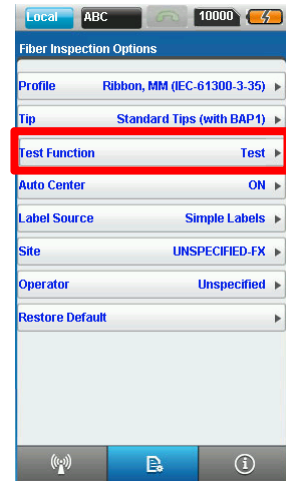 Local ABC 10000
Fiber Inspection Options
Profile Ribbon, MM (IEC-61300-3-35)
Tip Standard Tips (with BAP1)
Test Function Test
Auto Center ON
Label Source Simple Labels
Site UNSPECIFIED-FX
Operator Unspecified
Restore Default